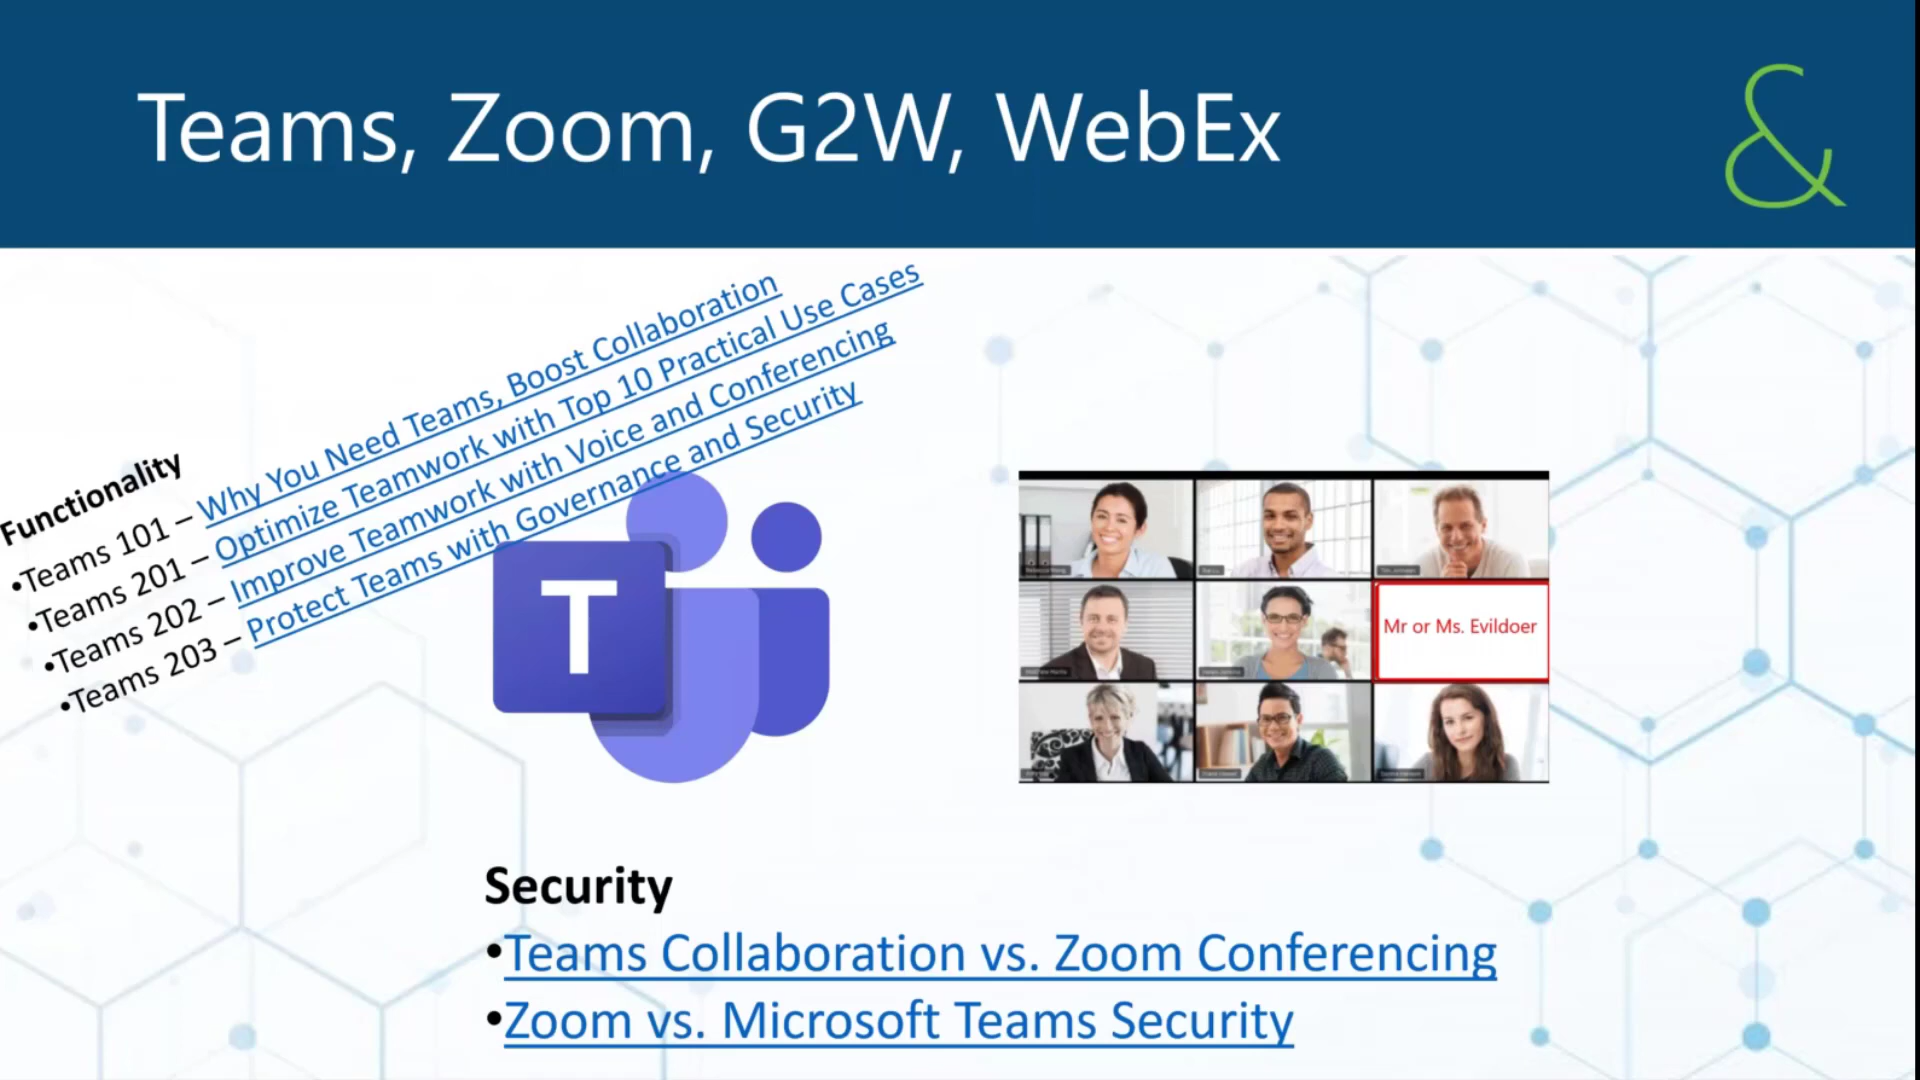 Teams, Zoom, G2W, WebEx
&
Functionality
•Teams 101 – Why You Need Teams, Boost Collaboration
•Teams 201 – Optimize Teamwork with Top 10 Practical Use Cases
•Teams 202 – Improve Teamwork with Voice and Conferencing
•Teams 203 – Protect Teams with Governance and Security
T
Mr or Ms. Evildoer
Security
•Teams Collaboration vs. Zoom Conferencing
•Zoom vs. Microsoft Teams Security